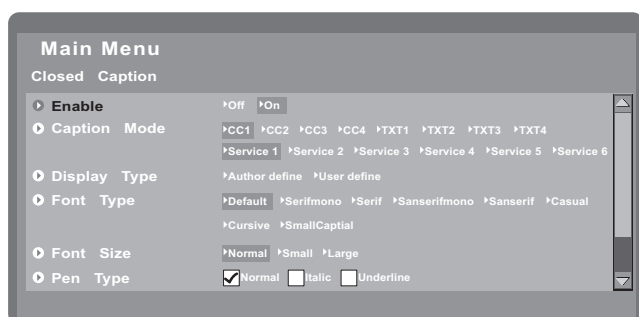 Main Menu
Closed Caption
Enable Off On
Caption Mode CC1 CC2 CC3 CC4 TXT1 TXT2 TXT3 TXT4
Service 1 Service 2 Service 3 Service 4 Service 5 Service 6
Display Type Author define User define
Font Type Default Serifmono Serif Sanserifmono Sanserif Casual
Cursive SmallCaptial
Font Size Normal Small Large
Pen Type Normal Italic Underline